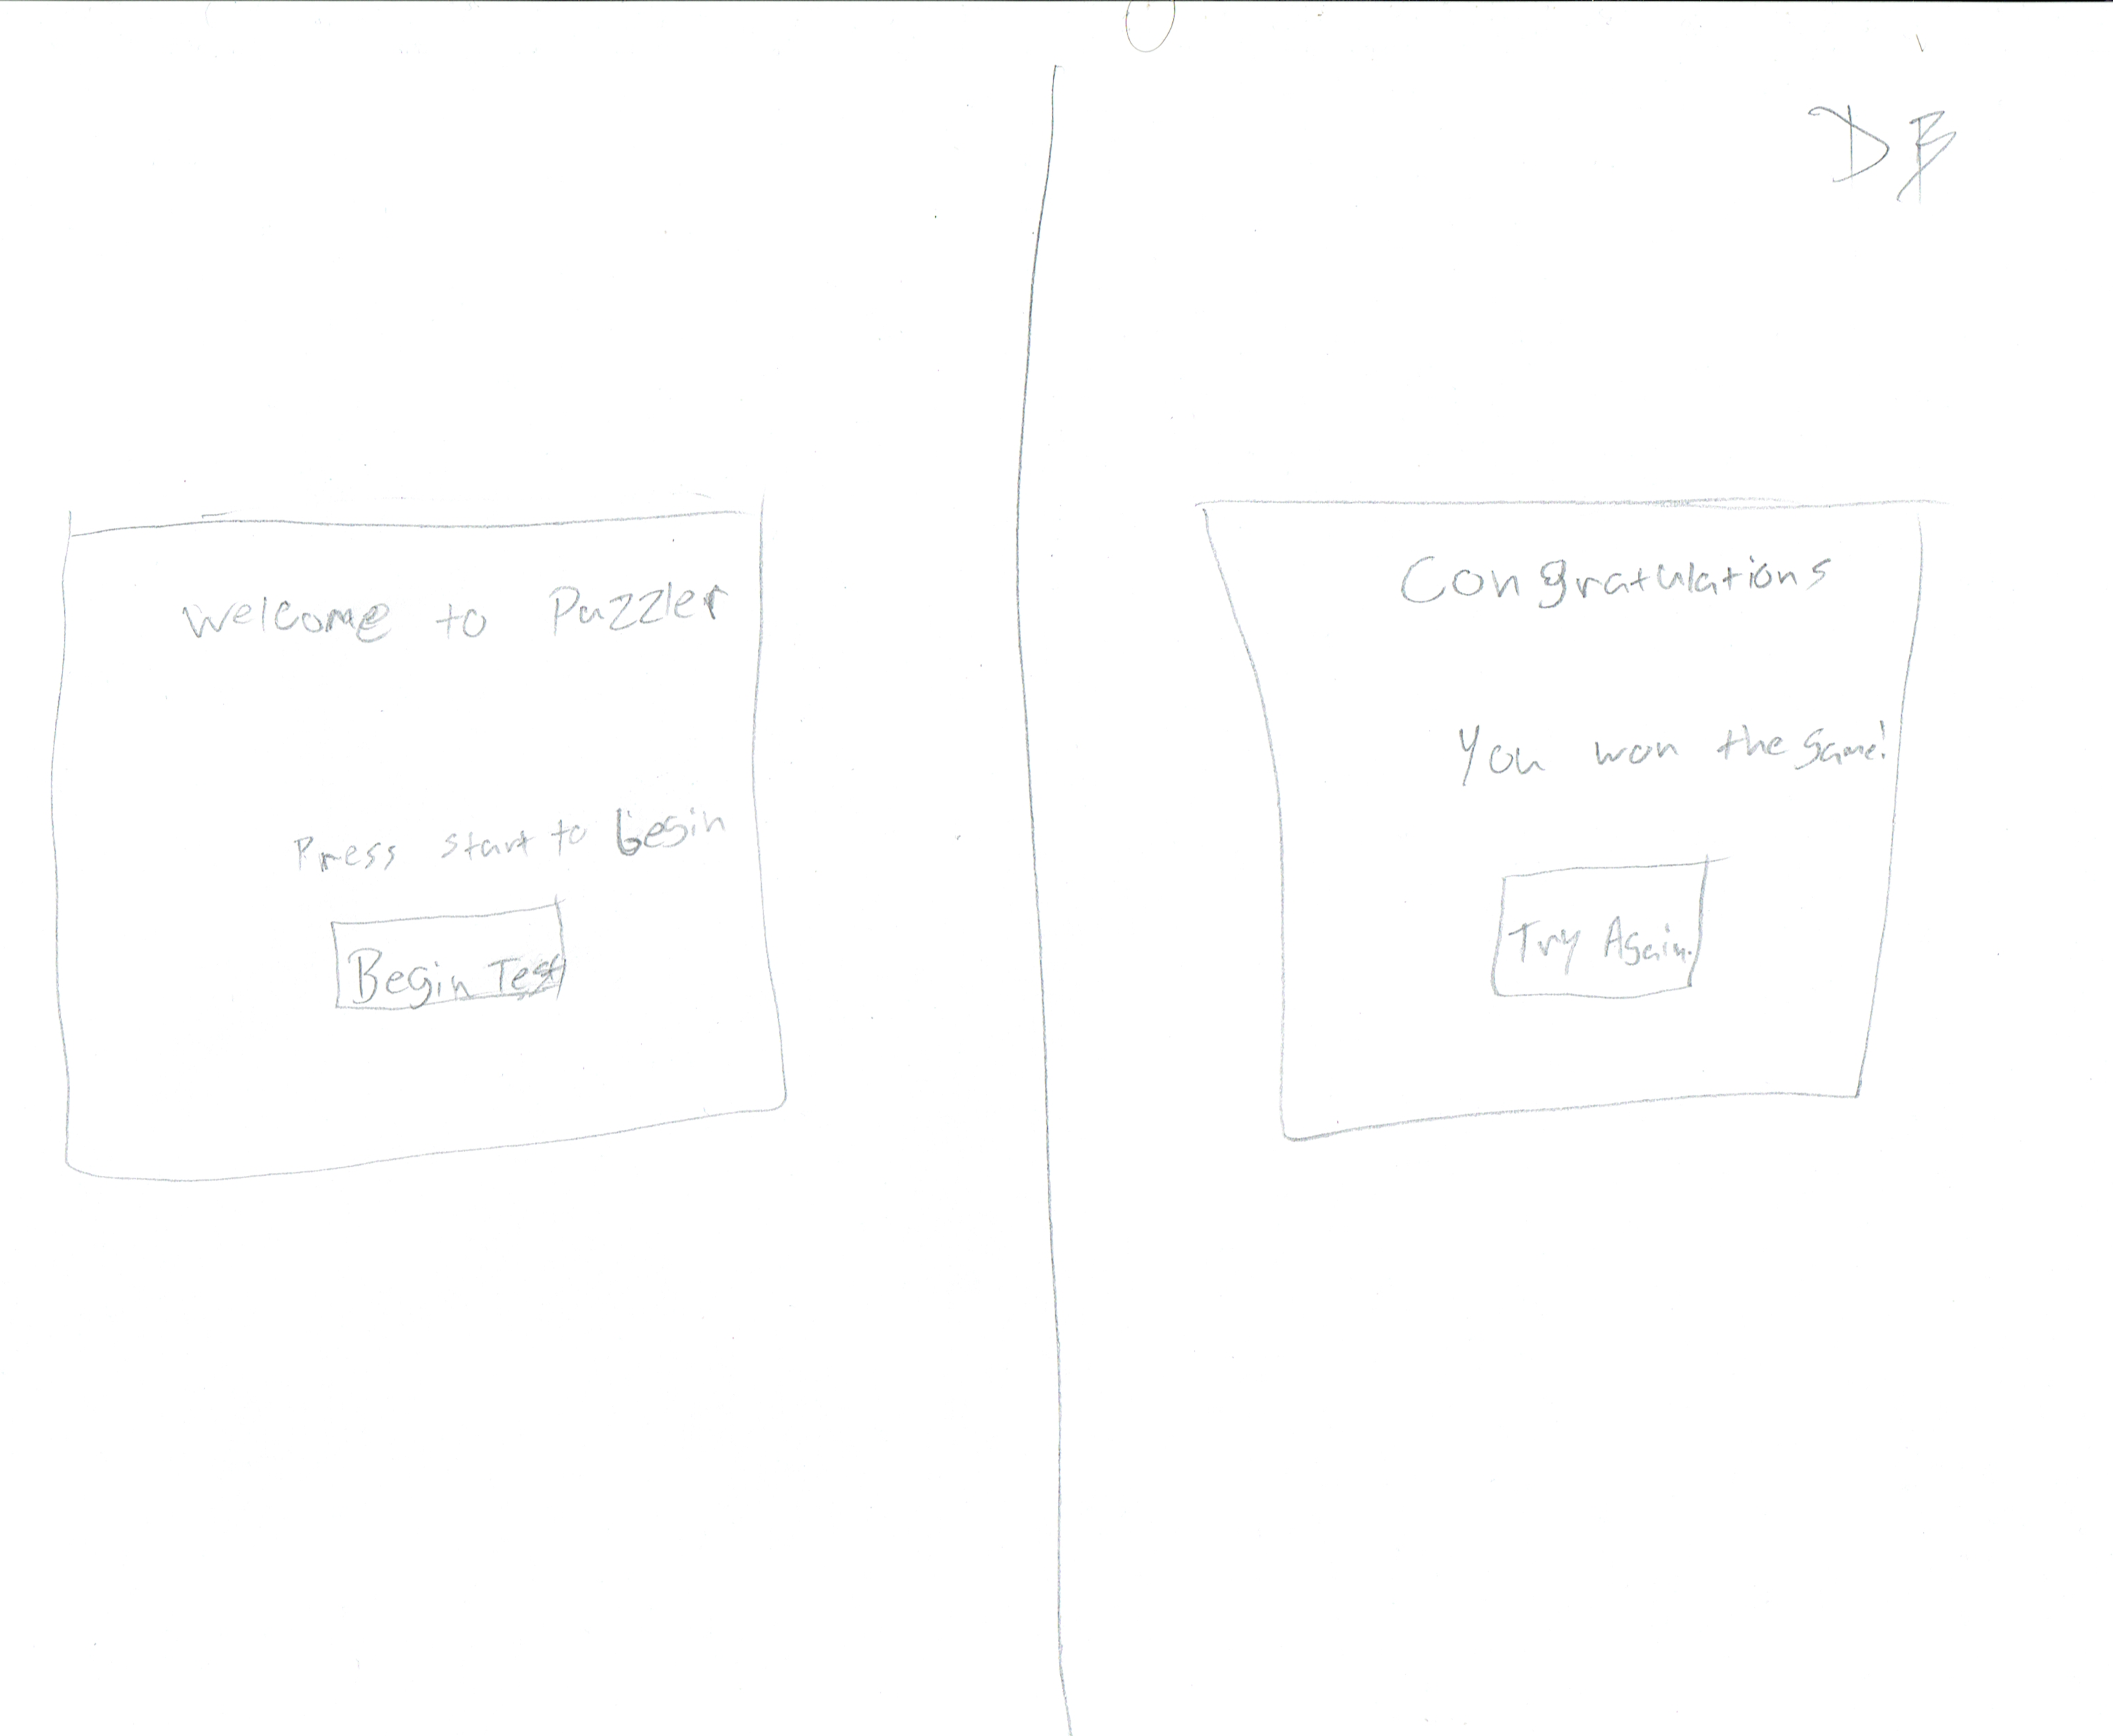 DB
Welcome to Puzzler
Press start to begin
Begin Test
Congratulations
You won the game!
Try Again.